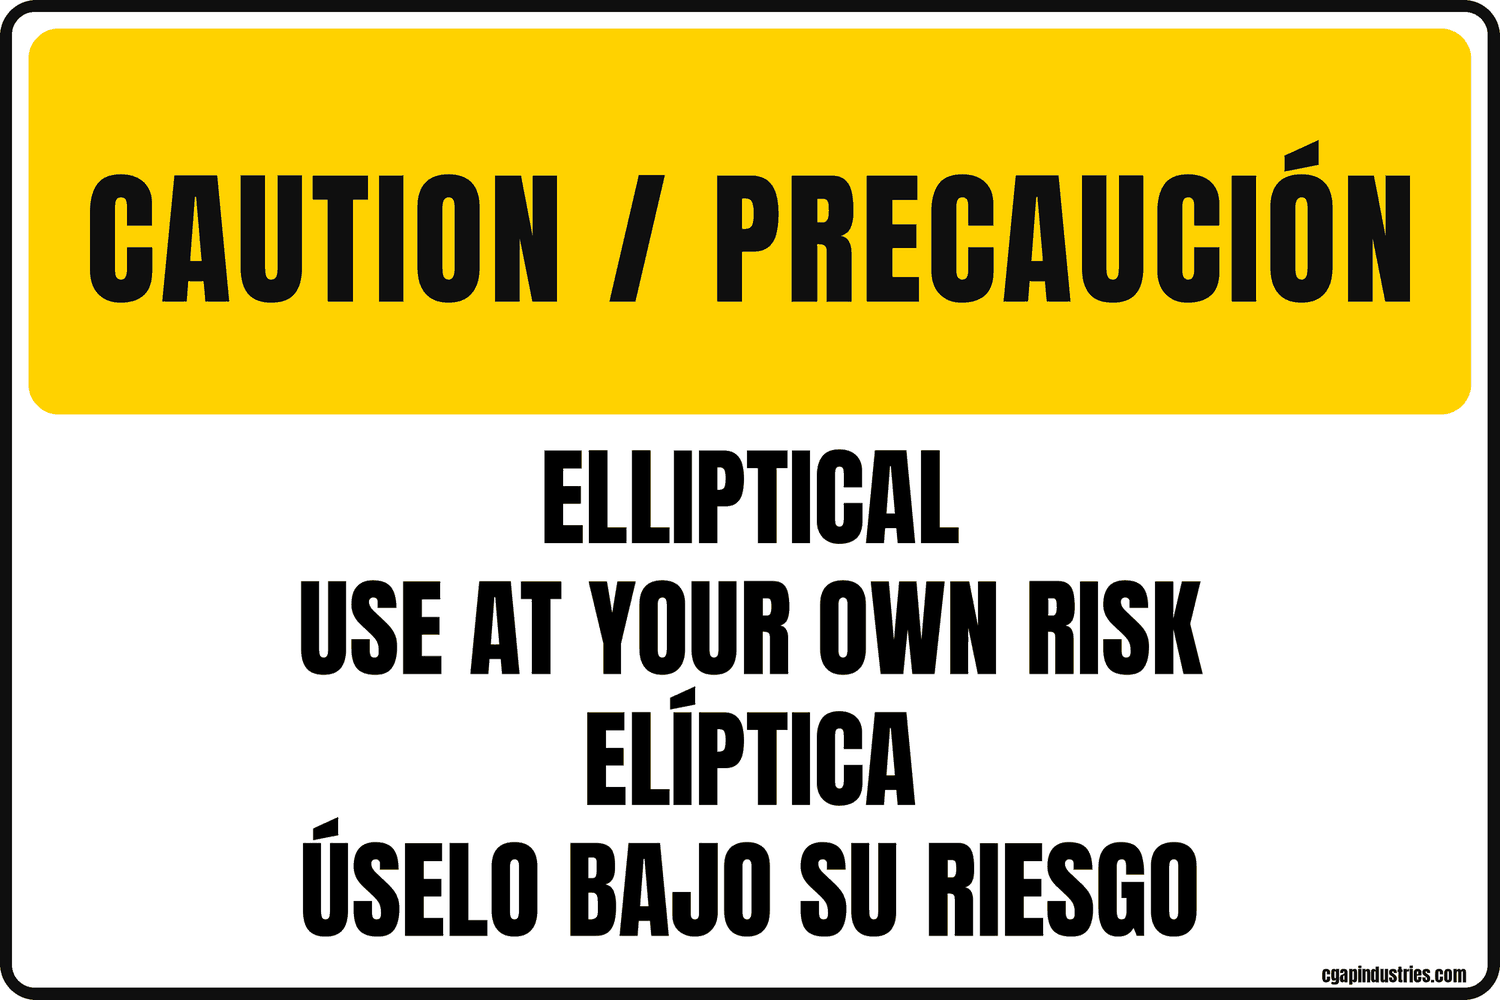 CAUTION / PRECAUCIÓN
ELLIPTICAL
USE AT YOUR OWN RISK
ELÍPTICA
ÚSELO BAJO SU RIESGO
cgapindustries.com